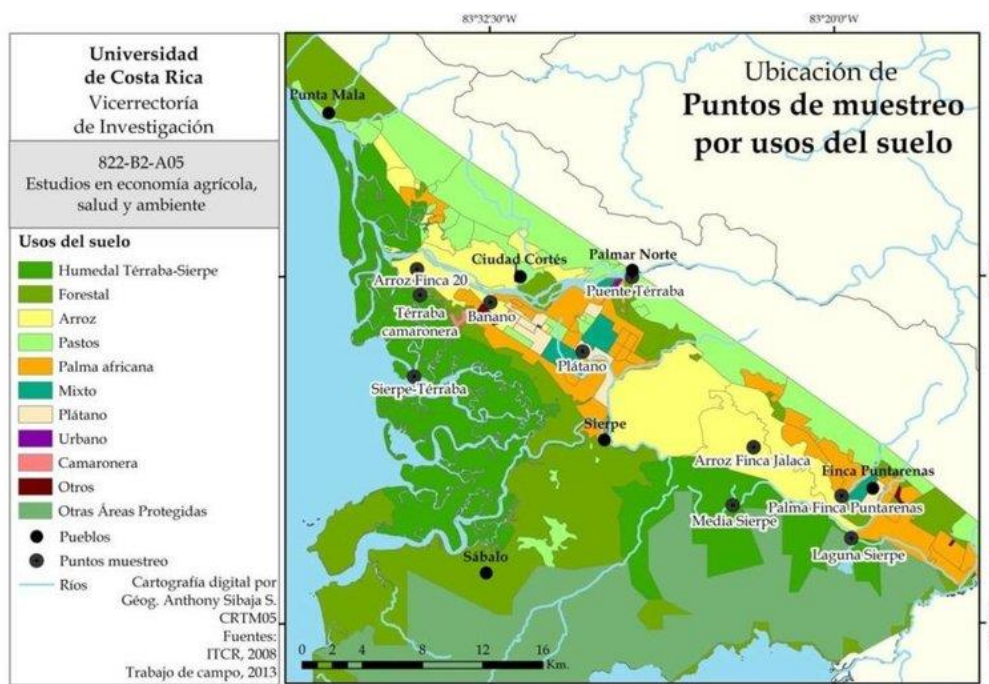 83°32'30"W
83°20'0"W
Universidad
de Costa Rica
Vicerrectoría
de Investigación
822-B2-A05
Estudios en economía agrícola,
salud y ambiente
Usos del suelo
Humedal Térraba-Sierpe
Forestal
Arroz
Pastos
Palma africana
Mixto
Plátano
Urbano
Camaronera
Otros
Otras Áreas Protegidas
Pueblos
Puntos muestreo
Ríos
Cartografía digital por
Géog. Anthony Sibaja S.
CRTM05
Fuentes:
ITCR, 2008
Trabajo de campo, 2013
Ubicación de
Puntos de muestreo
por usos del suelo
Punta Mala
Ciudad Cortés
Palmar Norte
Arroz Finca 20
Puente Térraba
Térraba
camaronera
Banano
Plátano
Sierpe-Térraba
Sierpe
Arroz Finca Jalaca
Finca Puntarenas
Palma Finca Puntarenas
Media Sierpe
Laguna Sierpe
Sábalo
0 2 4 8 12 16
Km.